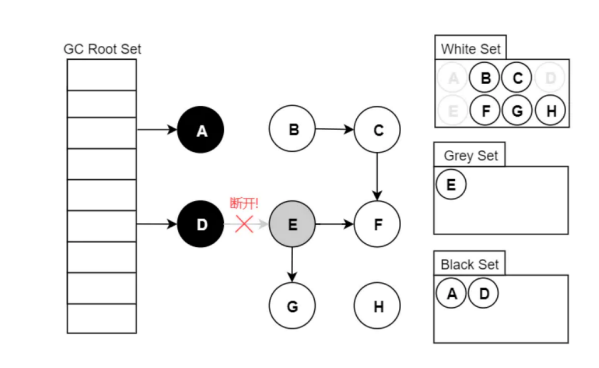 GC Root Set
White Set
A B C D
E F G H
A
B
C
Grey Set
E
断开!
D
E
F
Black Set
A D
G
H